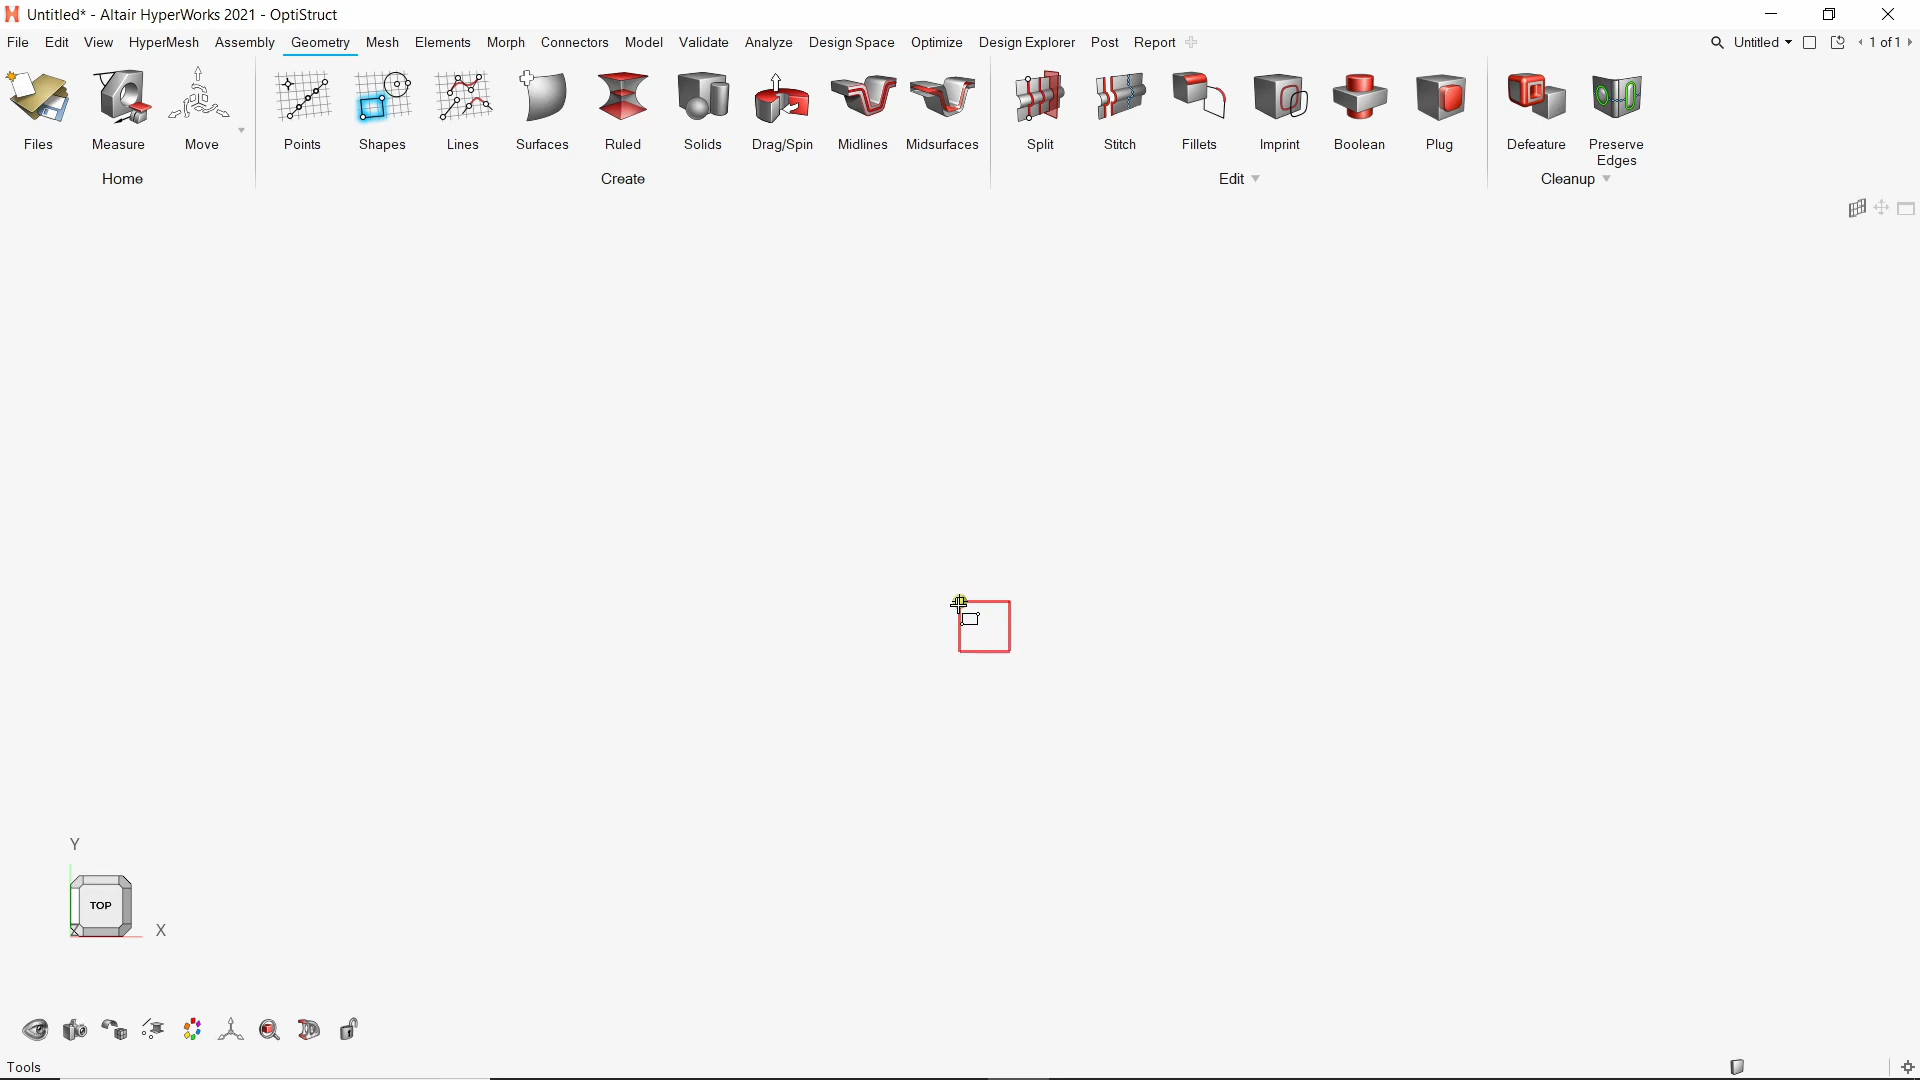 Untitled* - Altair HyperWorks 2021 - OptiStruct
File Edit View HyperMesh Assembly Geometry Mesh Elements Morph Connectors Model Validate Analyze Design Space Optimize Design Explorer Post Report Untitled 1 of 1
Files Measure Move Points Shapes Lines Surfaces Ruled Solids Drag/Spin Midlines Midsurfaces Split Stitch Fillets Imprint Boolean Plug Defeature Preserve
Edges
Home Create Edit Cleanup
Y
TOP
Z X
Tools